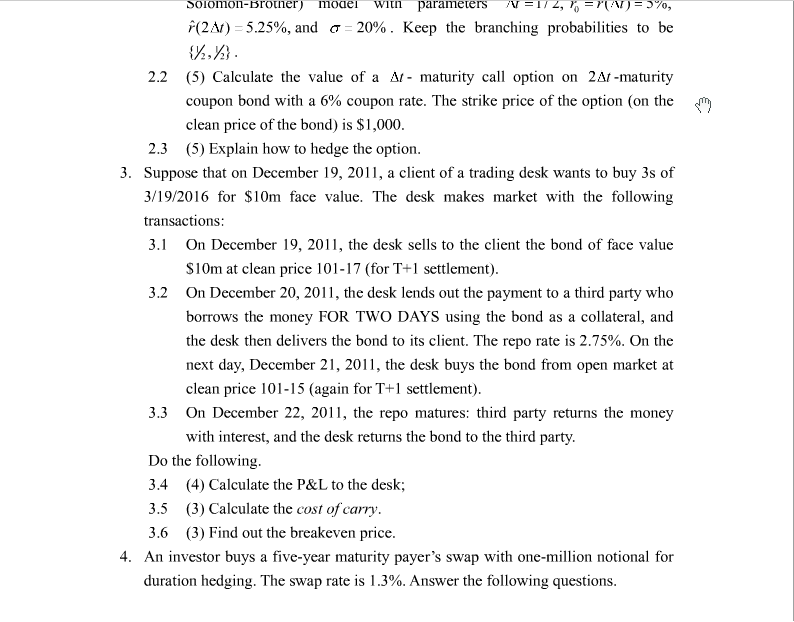 Solomon-Brother) model with parameters Δt = 1/2, r₀ = r̂(Δt) = 5%,
r̂(2Δt) = 5.25%, and σ = 20%. Keep the branching probabilities to be
{½,½}.
2.2 (5) Calculate the value of a Δt- maturity call option on 2Δt-maturity
coupon bond with a 6% coupon rate. The strike price of the option (on the
clean price of the bond) is $1,000.
2.3 (5) Explain how to hedge the option.
3. Suppose that on December 19, 2011, a client of a trading desk wants to buy 3s of
3/19/2016 for $10m face value. The desk makes market with the following
transactions:
3.1 On December 19, 2011, the desk sells to the client the bond of face value
$10m at clean price 101-17 (for T+1 settlement).
3.2 On December 20, 2011, the desk lends out the payment to a third party who
borrows the money FOR TWO DAYS using the bond as a collateral, and
the desk then delivers the bond to its client. The repo rate is 2.75%. On the
next day, December 21, 2011, the desk buys the bond from open market at
clean price 101-15 (again for T+1 settlement).
3.3 On December 22, 2011, the repo matures: third party returns the money
with interest, and the desk returns the bond to the third party.
Do the following.
3.4 (4) Calculate the P&L to the desk;
3.5 (3) Calculate the cost of carry.
3.6 (3) Find out the breakeven price.
4. An investor buys a five-year maturity payer's swap with one-million notional for
duration hedging. The swap rate is 1.3%. Answer the following questions.